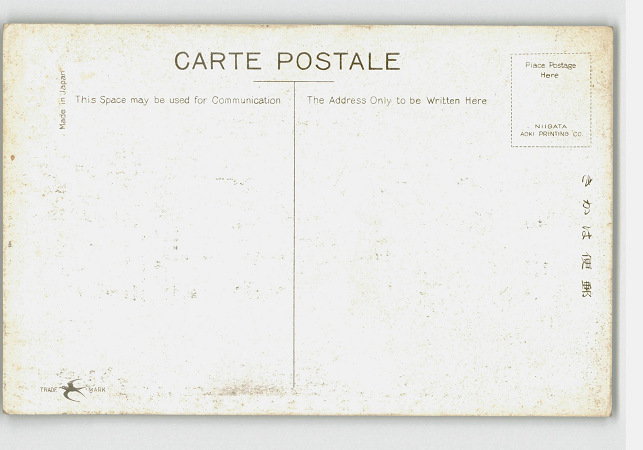 CARTE POSTALE
Made in Japan
This Space may be used for Communication
The Address Only to be Written Here
Place Postage
Here
NIIGATA
AOKI PRINTING CO.
きかは便郵
TRADE MARK